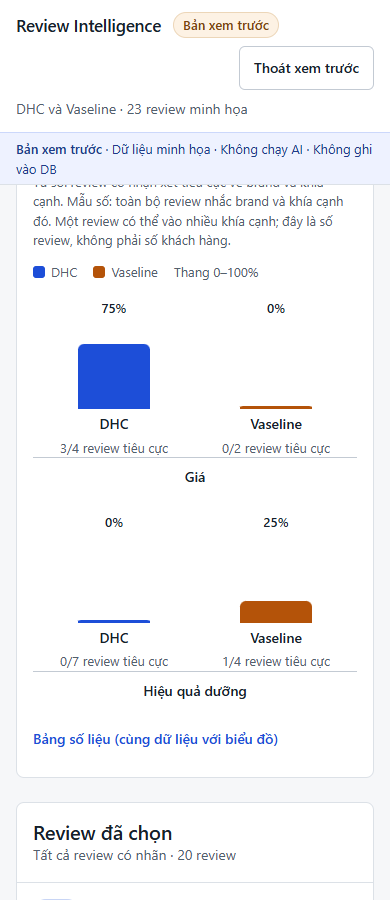 Review Intelligence
Bản xem trước
Thoát xem trước
DHC và Vaseline · 23 review minh họa
Bản xem trước · Dữ liệu minh họa · Không chạy AI · Không ghi
vào DB
cạnh. Mẫu số: toàn bộ review nhắc brand và khía cạnh
đó. Một review có thể vào nhiều khía cạnh; đây là số
review, không phải số khách hàng.
DHC
Vaseline
Thang 0–100%
75%
0%
DHC
Vaseline
3/4 review tiêu cực
0/2 review tiêu cực
Giá
0%
25%
DHC
Vaseline
0/7 review tiêu cực
1/4 review tiêu cực
Hiệu quả dưỡng
Bảng số liệu (cùng dữ liệu với biểu đồ)
Review đã chọn
Tất cả review có nhãn · 20 review